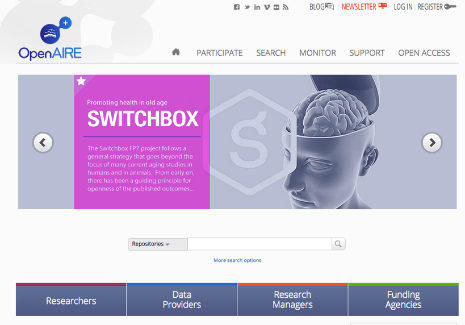 BLOG NEWSLETTER LOG IN | REGISTER
OpenAIRE
PARTICIPATE SEARCH MONITOR SUPPORT OPEN ACCESS
Promoting health in old age
SWITCHBOX
The Switchbox FP7 project follows a
general strategy that goes beyond the
focus of many current aging studies in
humans and in animals. From early on,
there has been a guiding principle for
openness of the published outcomes...
S
Repositories
More search options
Researchers
Data
Providers
Research
Managers
Funding
Agencies